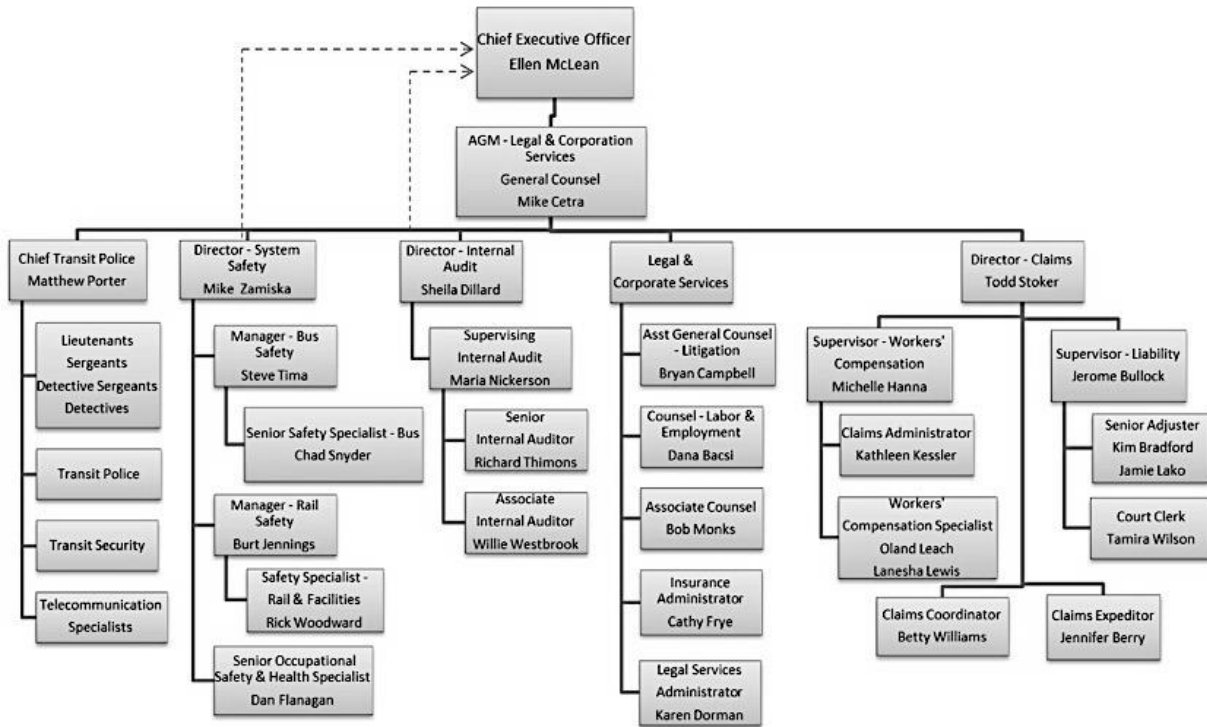 Chief Executive Officer
Ellen McLean
AGM - Legal & Corporation
Services
General Counsel
Mike Cetra
Chief Transit Police
Matthew Porter
Lieutenants
Sergeants
Detective Sergeants
Detectives
Transit Police
Transit Security
Telecommunication
Specialists
Director - System
Safety
Mike Zamiska
Manager - Bus
Safety
Steve Tima
Senior Safety Specialist - Bus
Chad Snyder
Manager - Rail
Safety
Burt Jennings
Safety Specialist -
Rail & Facilities
Rick Woodward
Senior Occupational
Safety & Health Specialist
Dan Flanagan
Director - Internal
Audit
Sheila Dillard
Supervising
Internal Audit
Maria Nickerson
Senior
Internal Auditor
Richard Thimons
Associate
Internal Auditor
Willie Westbrook
Legal &
Corporate Services
Asst General Counsel
- Litigation
Bryan Campbell
Counsel - Labor &
Employment
Dana Bacsi
Associate Counsel
Bob Monks
Insurance
Administrator
Cathy Frye
Legal Services
Administrator
Karen Dorman
Director - Claims
Todd Stoker
Supervisor - Workers'
Compensation
Michelle Hanna
Claims Administrator
Kathleen Kessler
Workers'
Compensation Specialist
Oland Leach
Lanesha Lewis
Supervisor - Liability
Jerome Bullock
Senior Adjuster
Kim Bradford
Jamie Lako
Court Clerk
Tamira Wilson
Claims Coordinator
Betty Williams
Claims Expeditor
Jennifer Berry